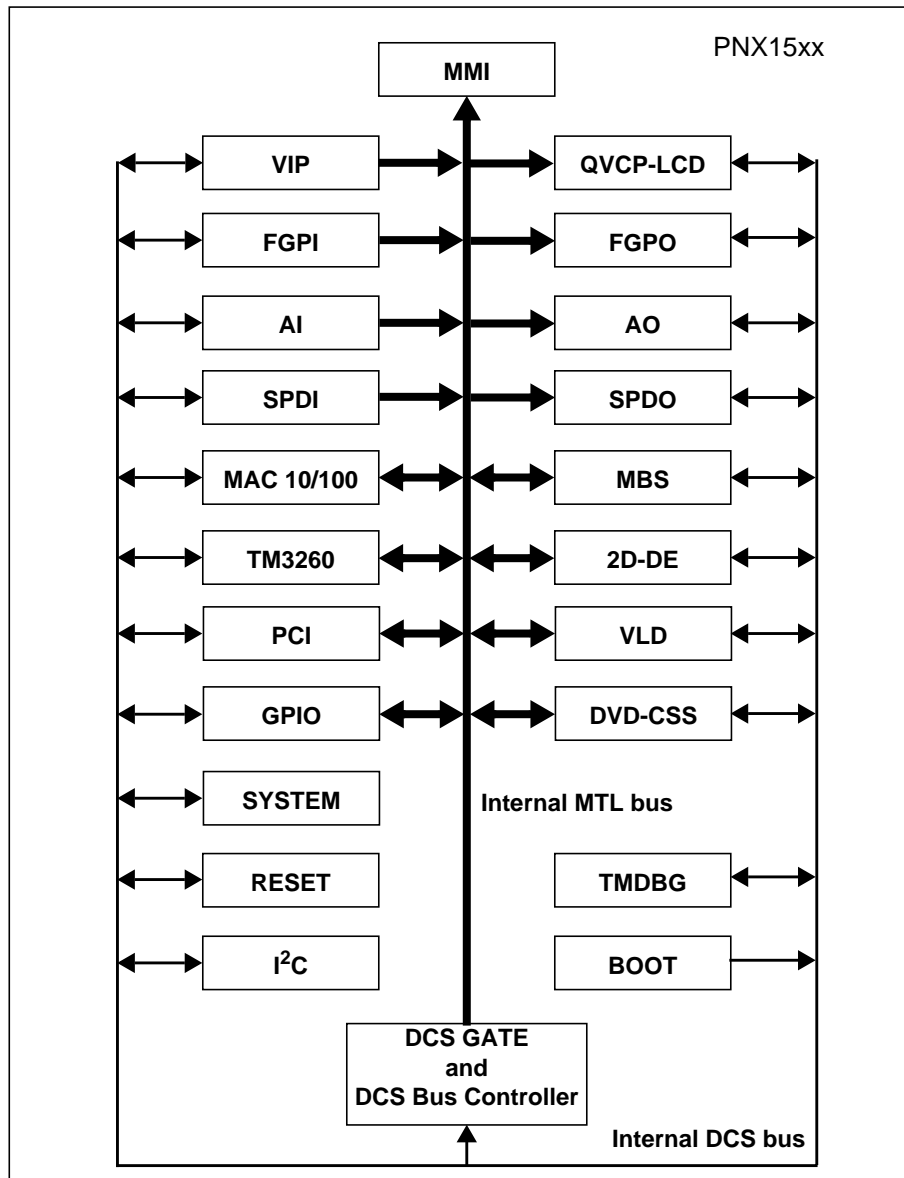 PNX15xx
MMI
VIP
QVCP-LCD
FGPI
FGPO
AI
AO
SPDI
SPDO
MAC 10/100
MBS
TM3260
2D-DE
PCI
VLD
GPIO
DVD-CSS
SYSTEM
Internal MTL bus
RESET
TMDBG
I²C
BOOT
DCS GATE
and
DCS Bus Controller
Internal DCS bus